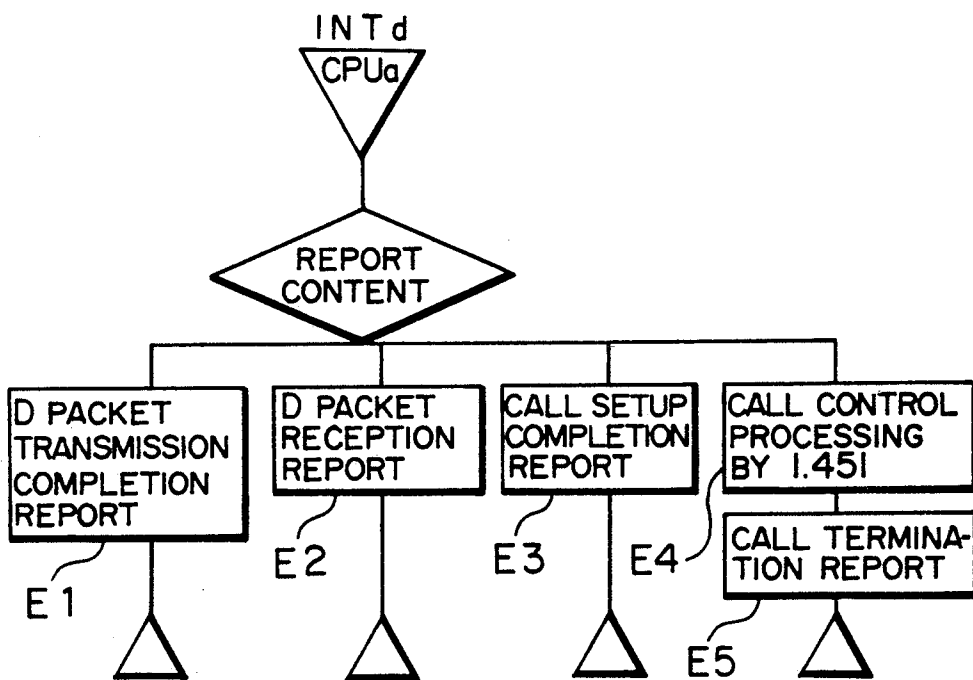 INTd
CPUa
REPORT
CONTENT
D PACKET
TRANSMISSION
COMPLETION
REPORT
D PACKET
RECEPTION
REPORT
CALL SETUP
COMPLETION
REPORT
CALL CONTROL
PROCESSING
BY 1.451
CALL TERMINA-
TION REPORT
E1
E2
E3
E4
E5